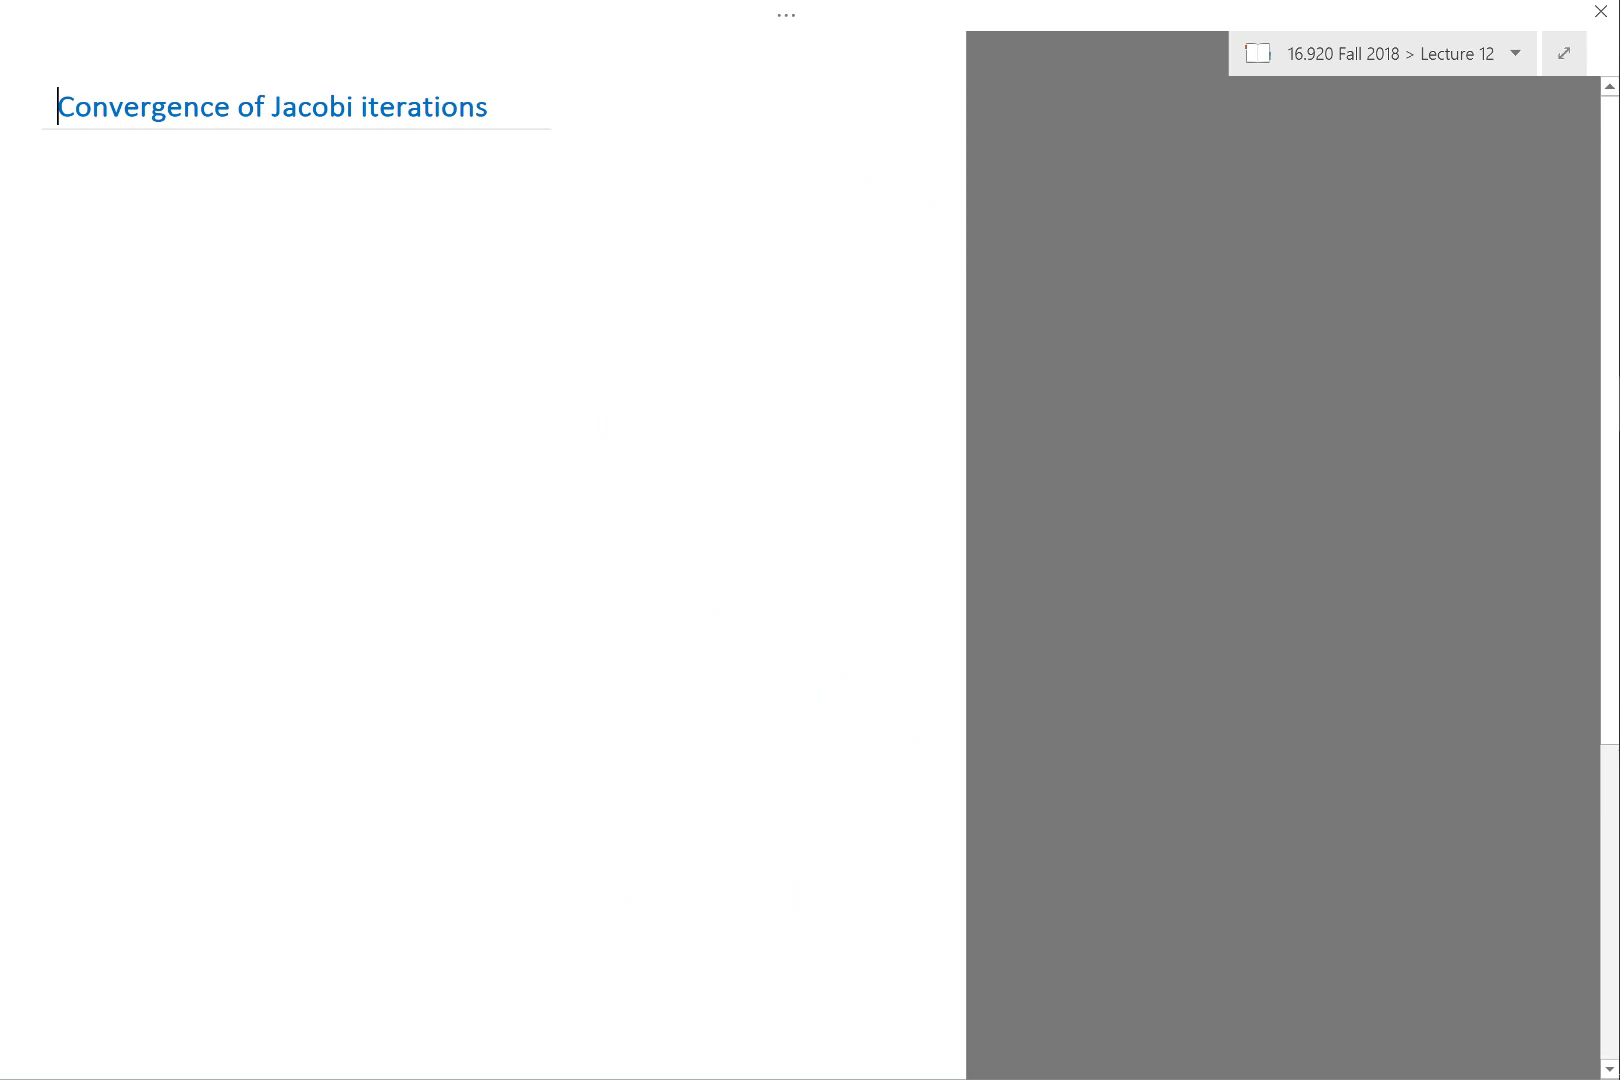 ...
16.920 Fall 2018 > Lecture 12
Convergence of Jacobi iterations